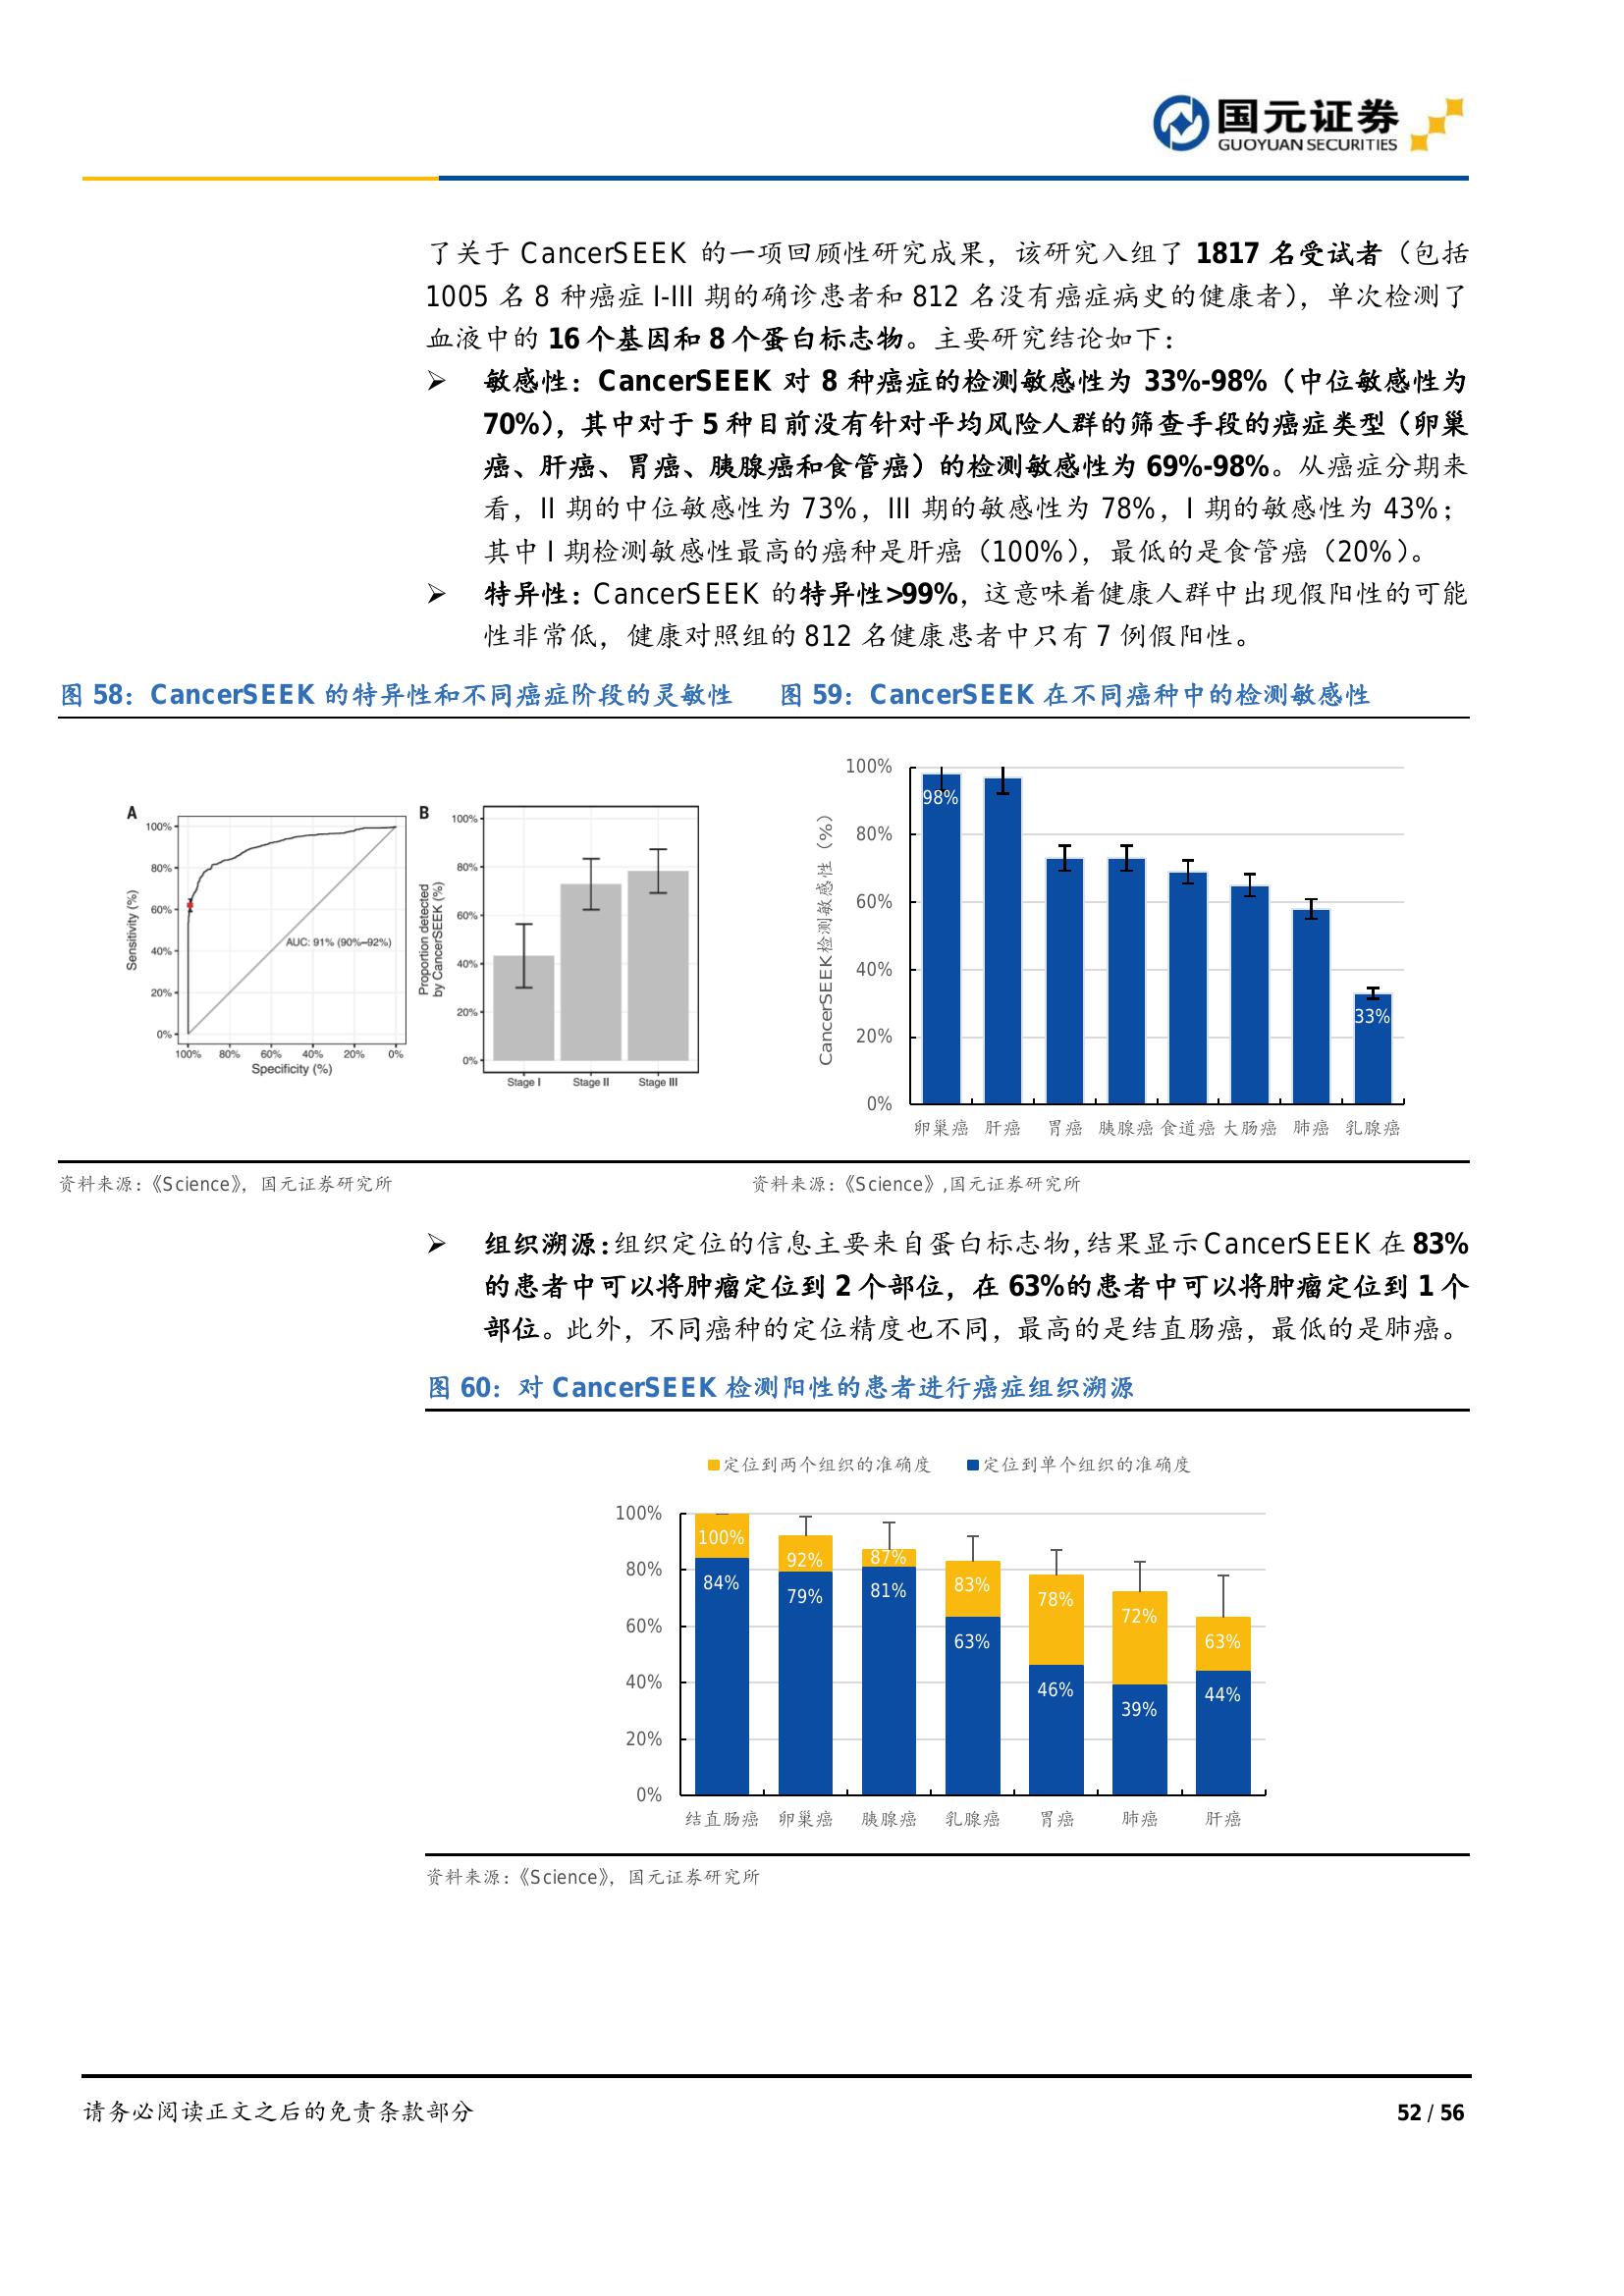 国元证券
GUOYUAN SECURITIES
了关于 CancerSEEK 的一项回顾性研究成果，该研究入组了 1817 名受试者（包括
1005 名 8 种癌症 I-III 期的确诊患者和 812 名没有癌症病史的健康者），单次检测了
血液中的 16 个基因和 8 个蛋白标志物。主要研究结论如下：
➢ 敏感性：CancerSEEK 对 8 种癌症的检测敏感性为 33%-98%（中位敏感性为
70%），其中对于 5 种目前没有针对平均风险人群的筛查手段的癌症类型（卵巢
癌、肝癌、胃癌、胰腺癌和食管癌）的检测敏感性为 69%-98%。从癌症分期来
看，II 期的中位敏感性为 73%，III 期的敏感性为 78%，I 期的敏感性为 43%；
其中 I 期检测敏感性最高的癌种是肝癌（100%），最低的是食管癌（20%）。
➢ 特异性：CancerSEEK 的特异性>99%，这意味着健康人群中出现假阳性的可能
性非常低，健康对照组的 812 名健康患者中只有 7 例假阳性。
图 58：CancerSEEK 的特异性和不同癌症阶段的灵敏性
A
Sensitivity (%)
100%
80%
60%
40%
20%
0%
AUC: 91% (90%–92%)
100% 80% 60% 40% 20% 0%
Specificity (%)
B
Proportion detected
by CancerSEEK (%)
100%
80%
60%
40%
20%
0%
Stage I Stage II Stage III
图 59：CancerSEEK 在不同癌种中的检测敏感性
CancerSEEK检测敏感性（%）
100%
80%
60%
40%
20%
0%
98%
33%
卵巢癌 肝癌 胃癌 胰腺癌 食道癌 大肠癌 肺癌 乳腺癌
资料来源：《Science》，国元证券研究所
资料来源：《Science》,国元证券研究所
➢ 组织溯源：组织定位的信息主要来自蛋白标志物,结果显示CancerSEEK 在 83%
的患者中可以将肿瘤定位到 2 个部位，在 63%的患者中可以将肿瘤定位到 1 个
部位。此外，不同癌种的定位精度也不同，最高的是结直肠癌，最低的是肺癌。
图 60：对 CancerSEEK 检测阳性的患者进行癌症组织溯源
定位到两个组织的准确度 定位到单个组织的准确度
100%
80%
60%
40%
20%
0%
100% 92% 87% 83% 78% 72% 63%
84% 79% 81% 63% 46% 39% 44%
结直肠癌 卵巢癌 胰腺癌 乳腺癌 胃癌 肺癌 肝癌
资料来源：《Science》，国元证券研究所
请务必阅读正文之后的免责条款部分
52 / 56